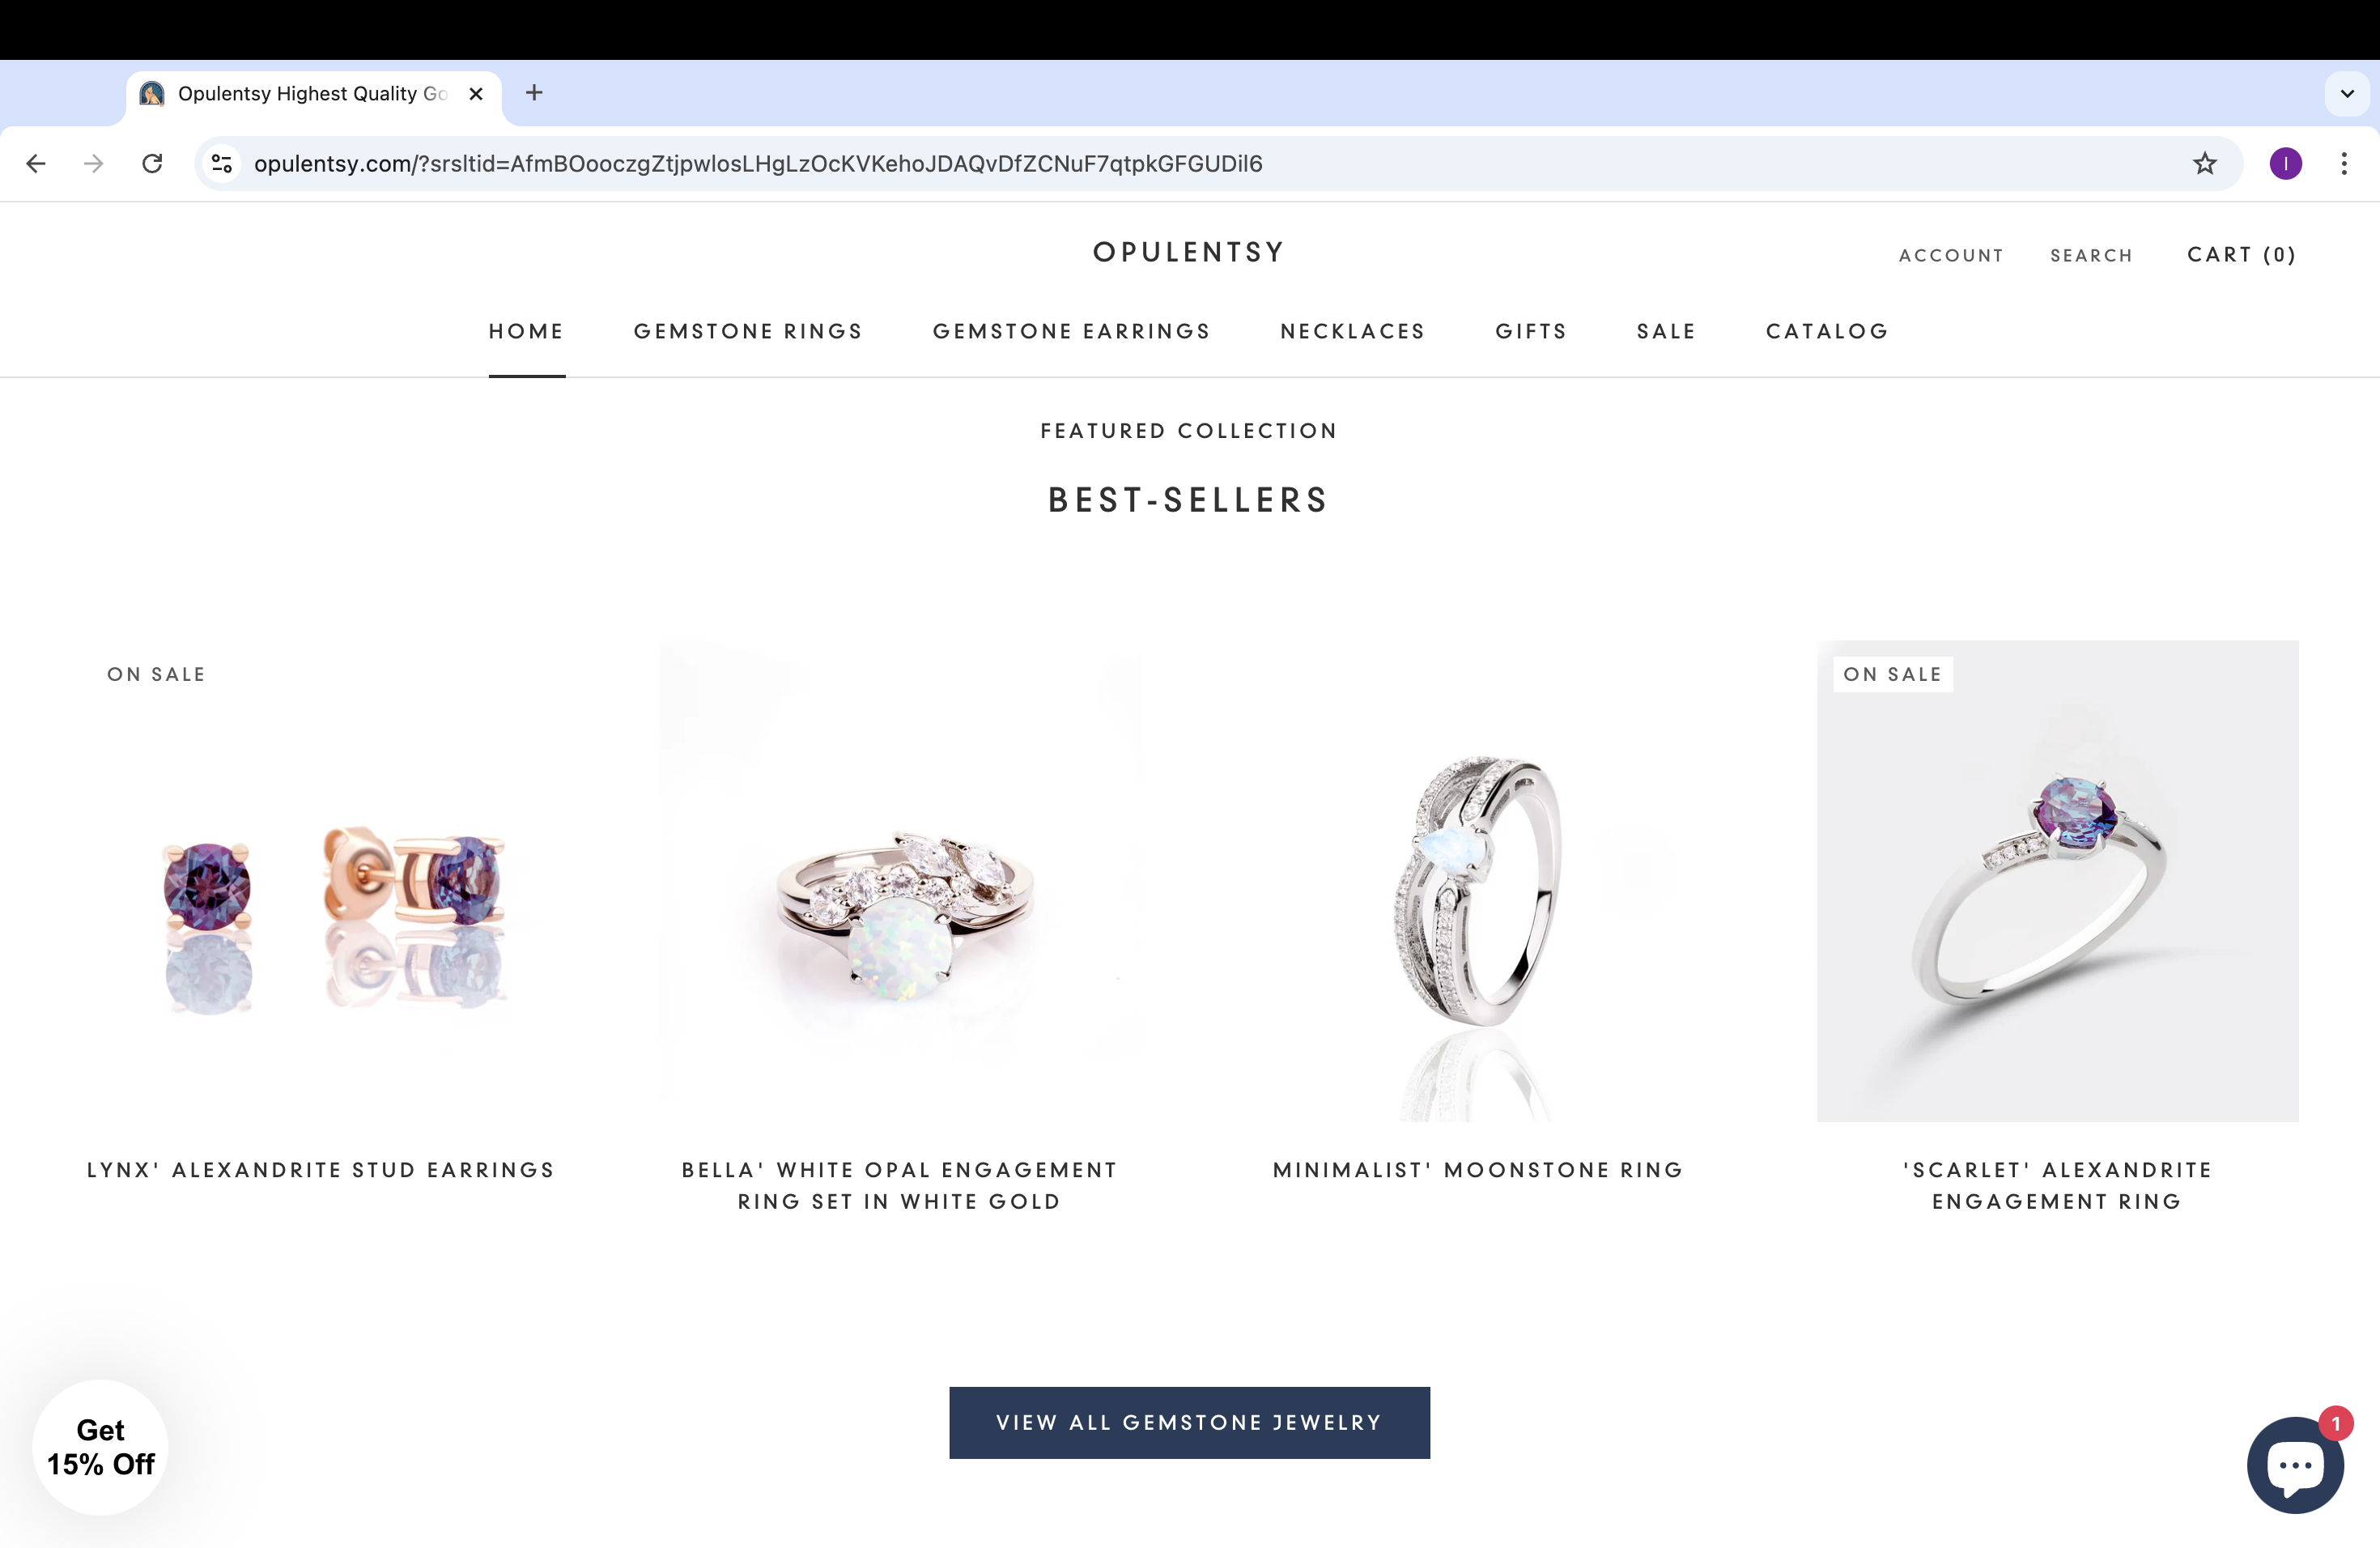 Opulentsy Highest Quality Go
opulentsy.com/?srsltid=AfmBOooczgZtjpwlosLHgLzOcKVKehoJDAQvDfZCNuF7qtpkGFGUDil6
I
OPULENTSY
ACCOUNT
SEARCH
CART (0)
HOME
GEMSTONE RINGS
GEMSTONE EARRINGS
NECKLACES
GIFTS
SALE
CATALOG
FEATURED COLLECTION
BEST-SELLERS
ON SALE
ON SALE
LYNX' ALEXANDRITE STUD EARRINGS
BELLA' WHITE OPAL ENGAGEMENT
RING SET IN WHITE GOLD
MINIMALIST' MOONSTONE RING
'SCARLET' ALEXANDRITE
ENGAGEMENT RING
VIEW ALL GEMSTONE JEWELRY
Get
15% Off
1